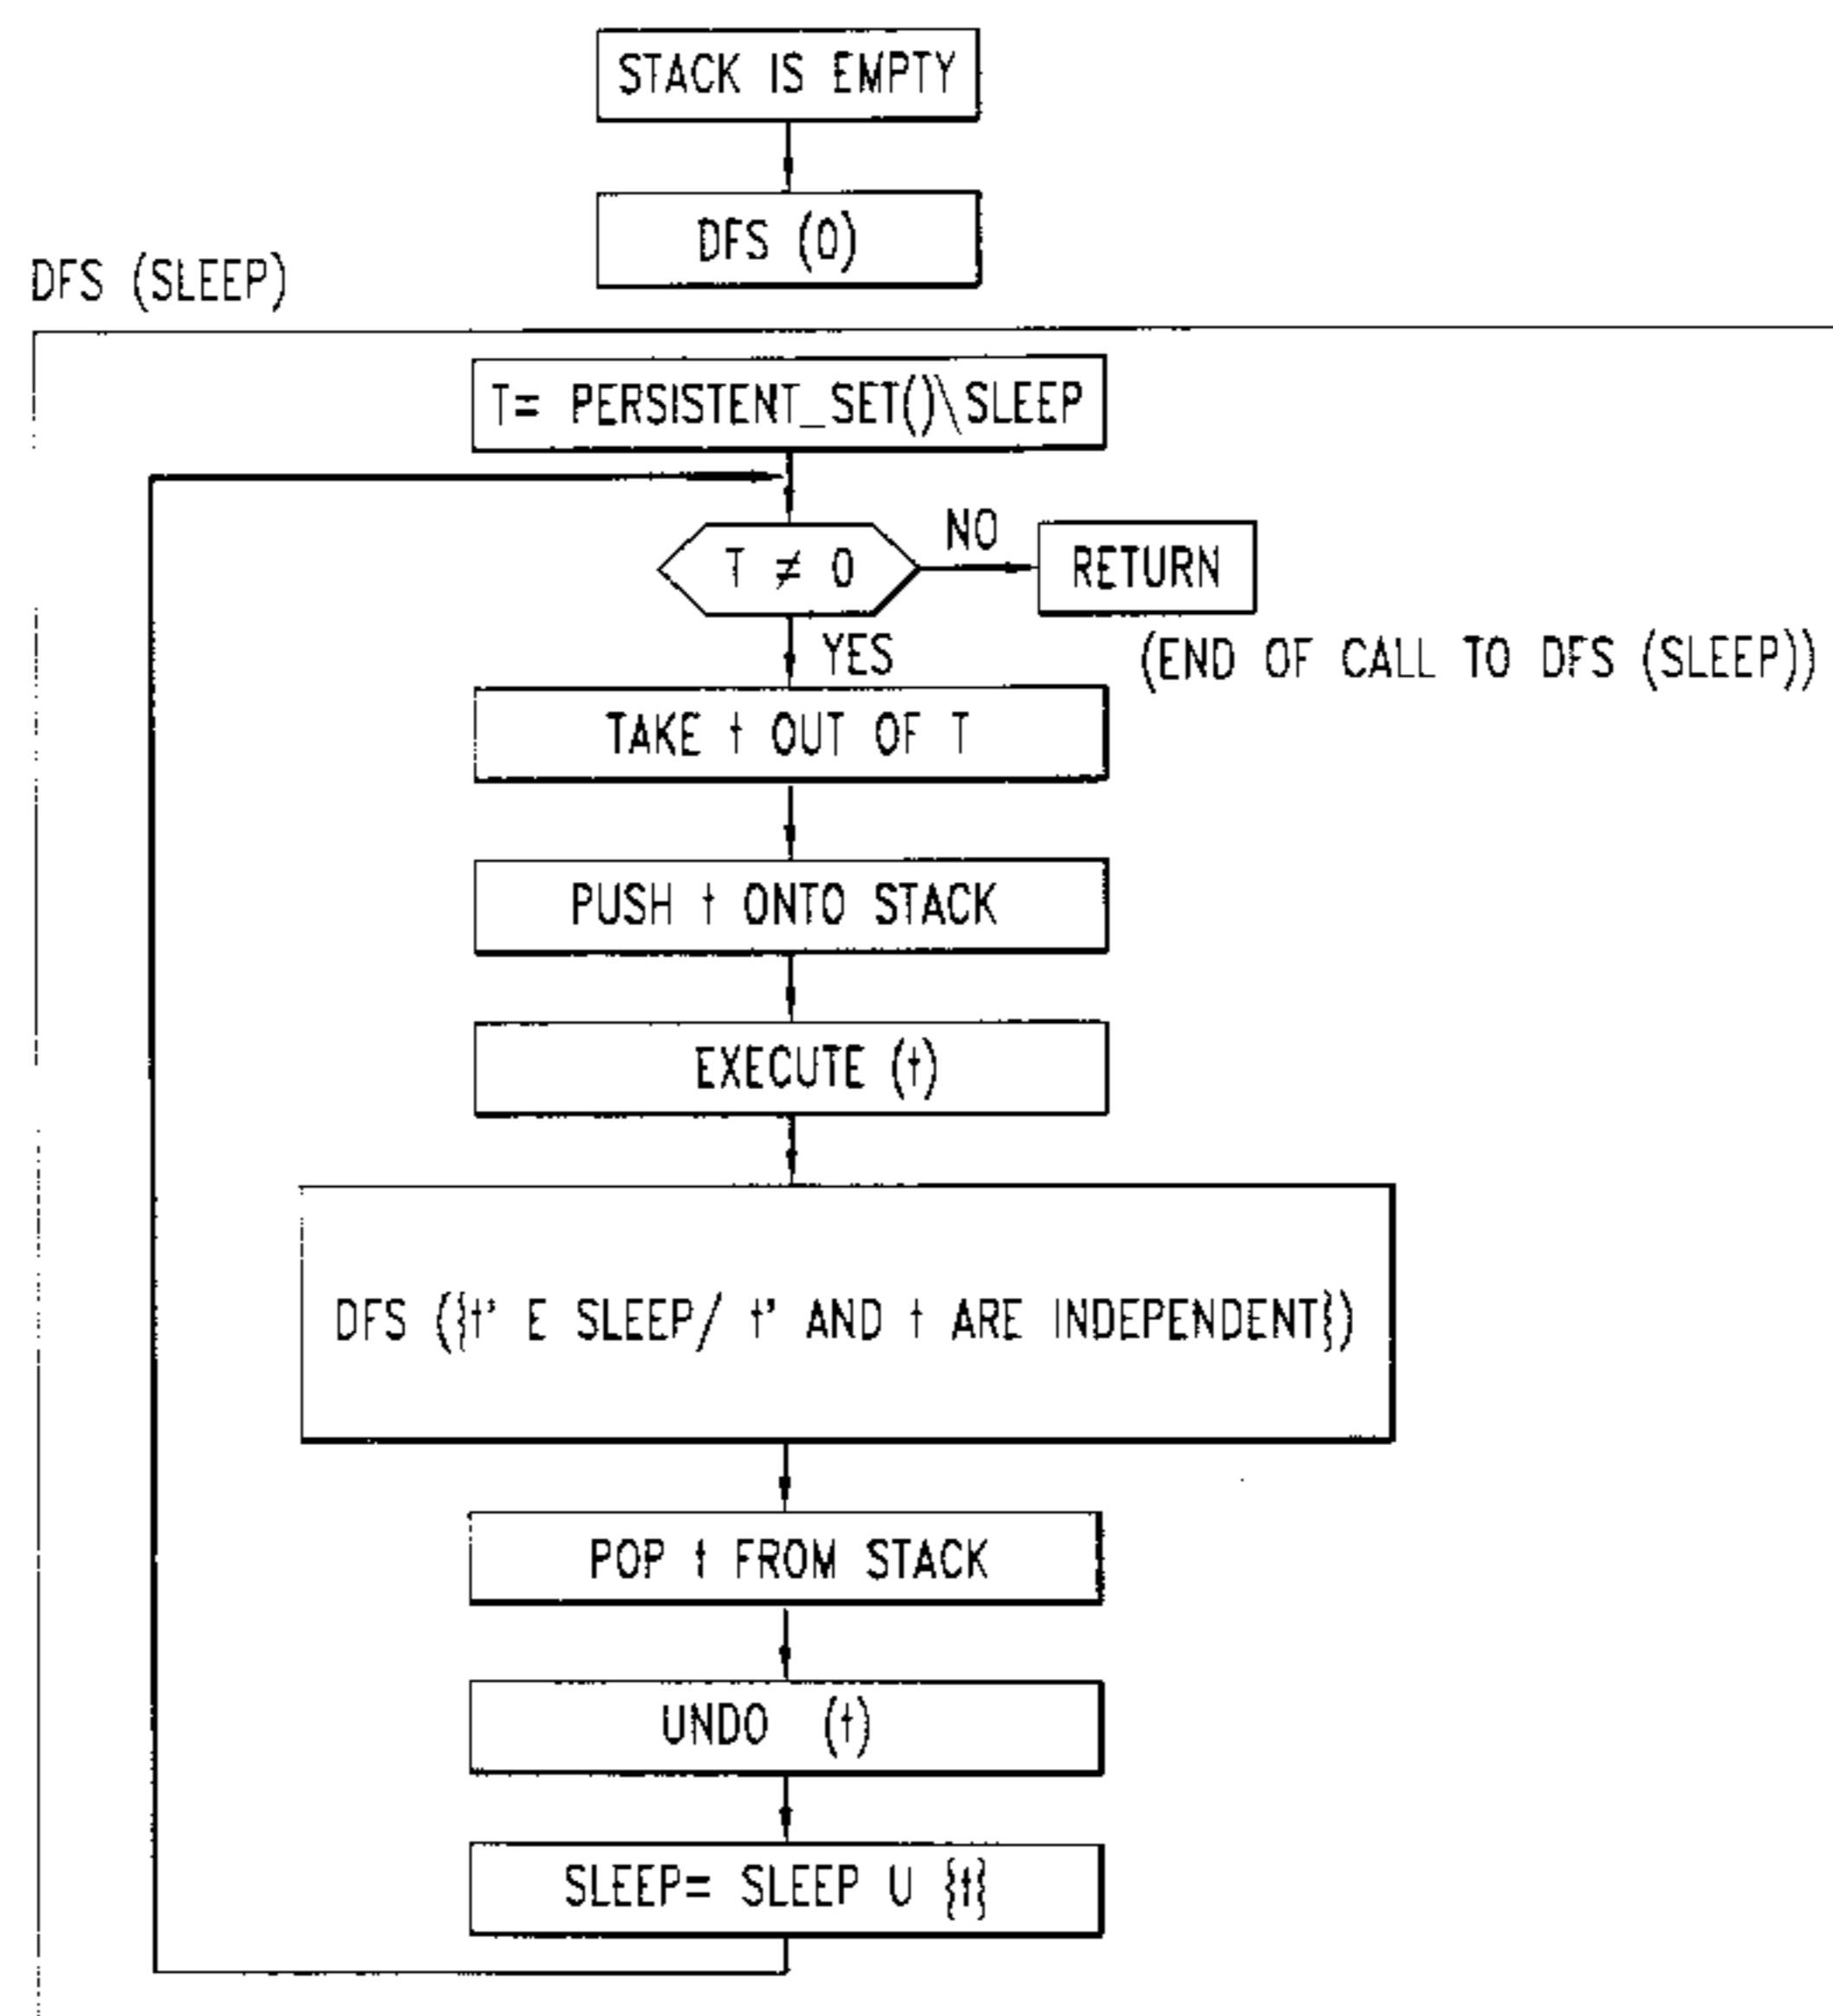 STACK IS EMPTY
DFS (0)
DFS (SLEEP)
T= PERSISTENT_SET()\SLEEP
T ≠ 0
NO
RETURN
YES
(END OF CALL TO DFS (SLEEP))
TAKE t OUT OF T
PUSH t ONTO STACK
EXECUTE (t)
DFS ({t' E SLEEP/ t' AND t ARE INDEPENDENT})
POP t FROM STACK
UNDO (t)
SLEEP= SLEEP U {t}